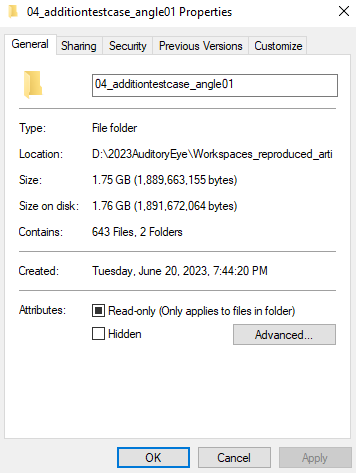 04_additiontestcase_angle01 Properties
General Sharing Security Previous Versions Customize
04_additiontestcase_angle01
Type: File folder
Location: D:\2023AuditoryEye\Workspaces_reproduced_arti
Size: 1.75 GB (1,889,663,155 bytes)
Size on disk: 1.76 GB (1,891,672,064 bytes)
Contains: 643 Files, 2 Folders
Created: Tuesday, June 20, 2023, 7:44:20 PM
Attributes: Read-only (Only applies to files in folder)
Hidden Advanced...
OK Cancel Apply